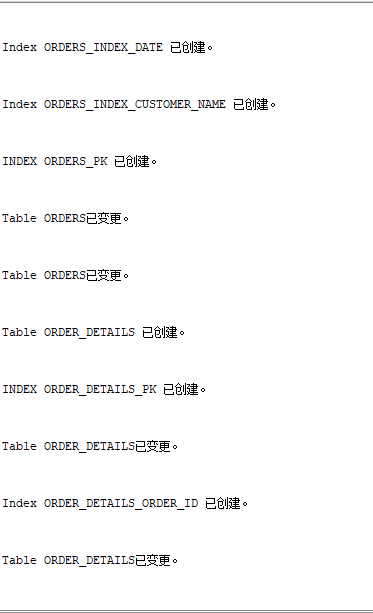 Index ORDERS_INDEX_DATE 已创建。
Index ORDERS_INDEX_CUSTOMER_NAME 已创建。
INDEX ORDERS_PK 已创建。
Table ORDERS已变更。
Table ORDERS已变更。
Table ORDER_DETAILS 已创建。
INDEX ORDER_DETAILS_PK 已创建。
Table ORDER_DETAILS已变更。
Index ORDER_DETAILS_ORDER_ID 已创建。
Table ORDER_DETAILS已变更。